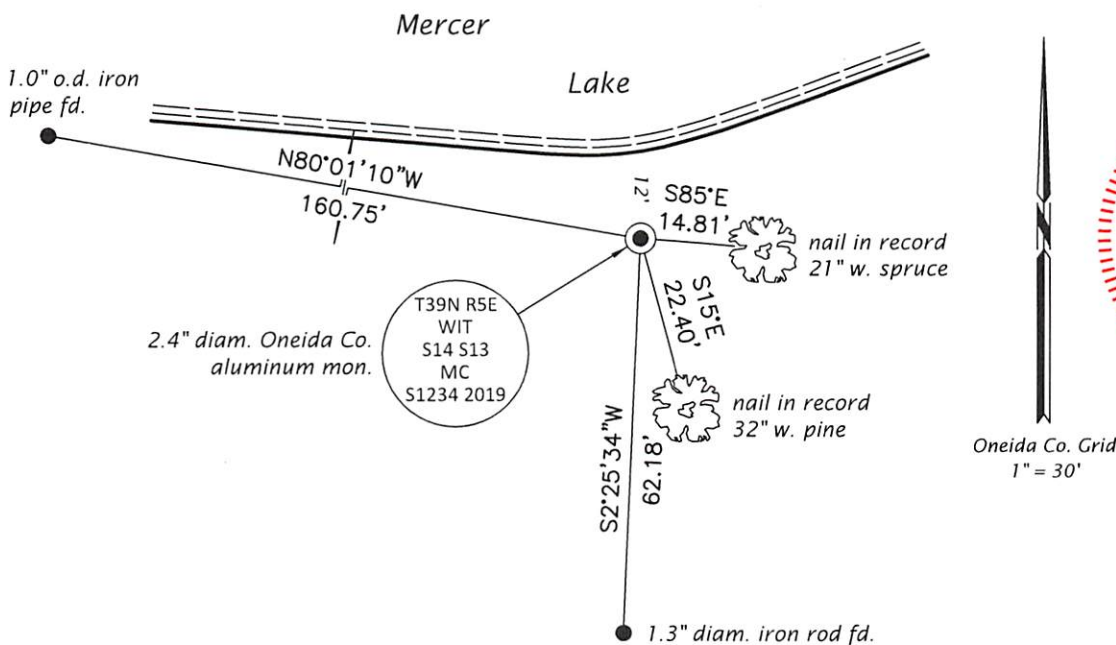 Mercer
Lake
1.0" o.d. iron
pipe fd.
N80°01'10"W
160.75'
12'
S85°E
14.81'
nail in record
21" w. spruce
S15°E
22.40'
T39N R5E
WIT
S14 S13
MC
S1234 2019
2.4" diam. Oneida Co.
aluminum mon.
nail in record
32" w. pine
S2°25'34"W
62.18'
N
Oneida Co. Grid
1" = 30'
1.3" diam. iron rod fd.